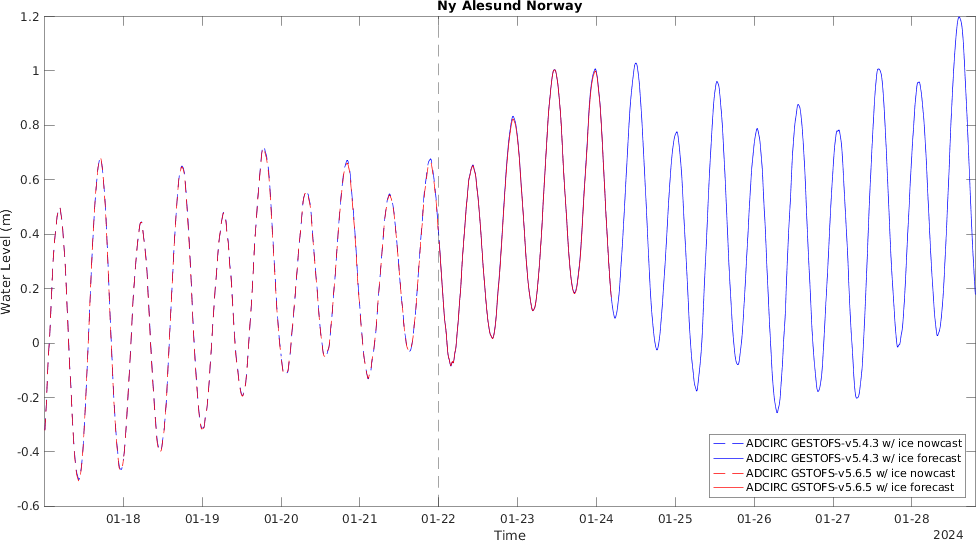 Ny Alesund Norway
1.2
1
0.8
0.6
0.4
0.2
0
-0.2
-0.4
-0.6
Water Level (m)
ADCIRC GESTOFS-v5.4.3 w/ ice nowcast
ADCIRC GESTOFS-v5.4.3 w/ ice forecast
ADCIRC GSTOFS-v5.6.5 w/ ice nowcast
ADCIRC GSTOFS-v5.6.5 w/ ice forecast
01-18 01-19 01-20 01-21 01-22 01-23 01-24 01-25 01-26 01-27 01-28
Time
2024